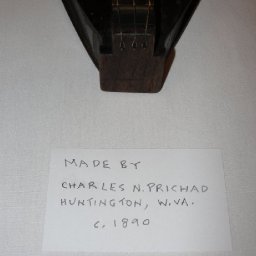 MADE BY
CHARLES N. PRICHAD
HUNTINGTON, W.VA.
c. 1890